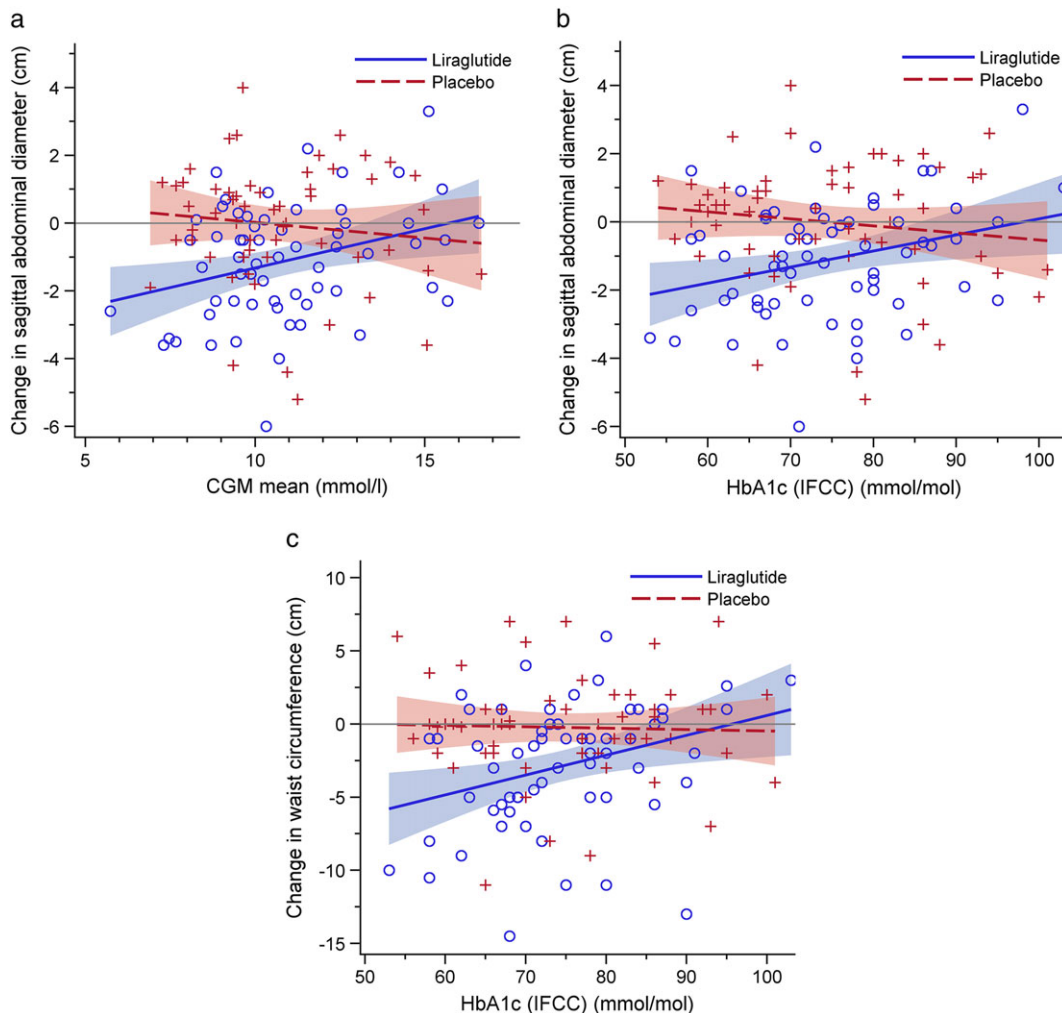 a
Change in sagittal abdominal diameter (cm)
4
2
0
-2
-4
-6
5
10
15
CGM mean (mmol/l)
Liraglutide
Placebo
b
Change in sagittal abdominal diameter (cm)
4
2
0
-2
-4
-6
50
60
70
80
90
100
HbA1c (IFCC) (mmol/mol)
Liraglutide
Placebo
c
Change in waist circumference (cm)
10
5
0
-5
-10
-15
50
60
70
80
90
100
HbA1c (IFCC) (mmol/mol)
Liraglutide
Placebo